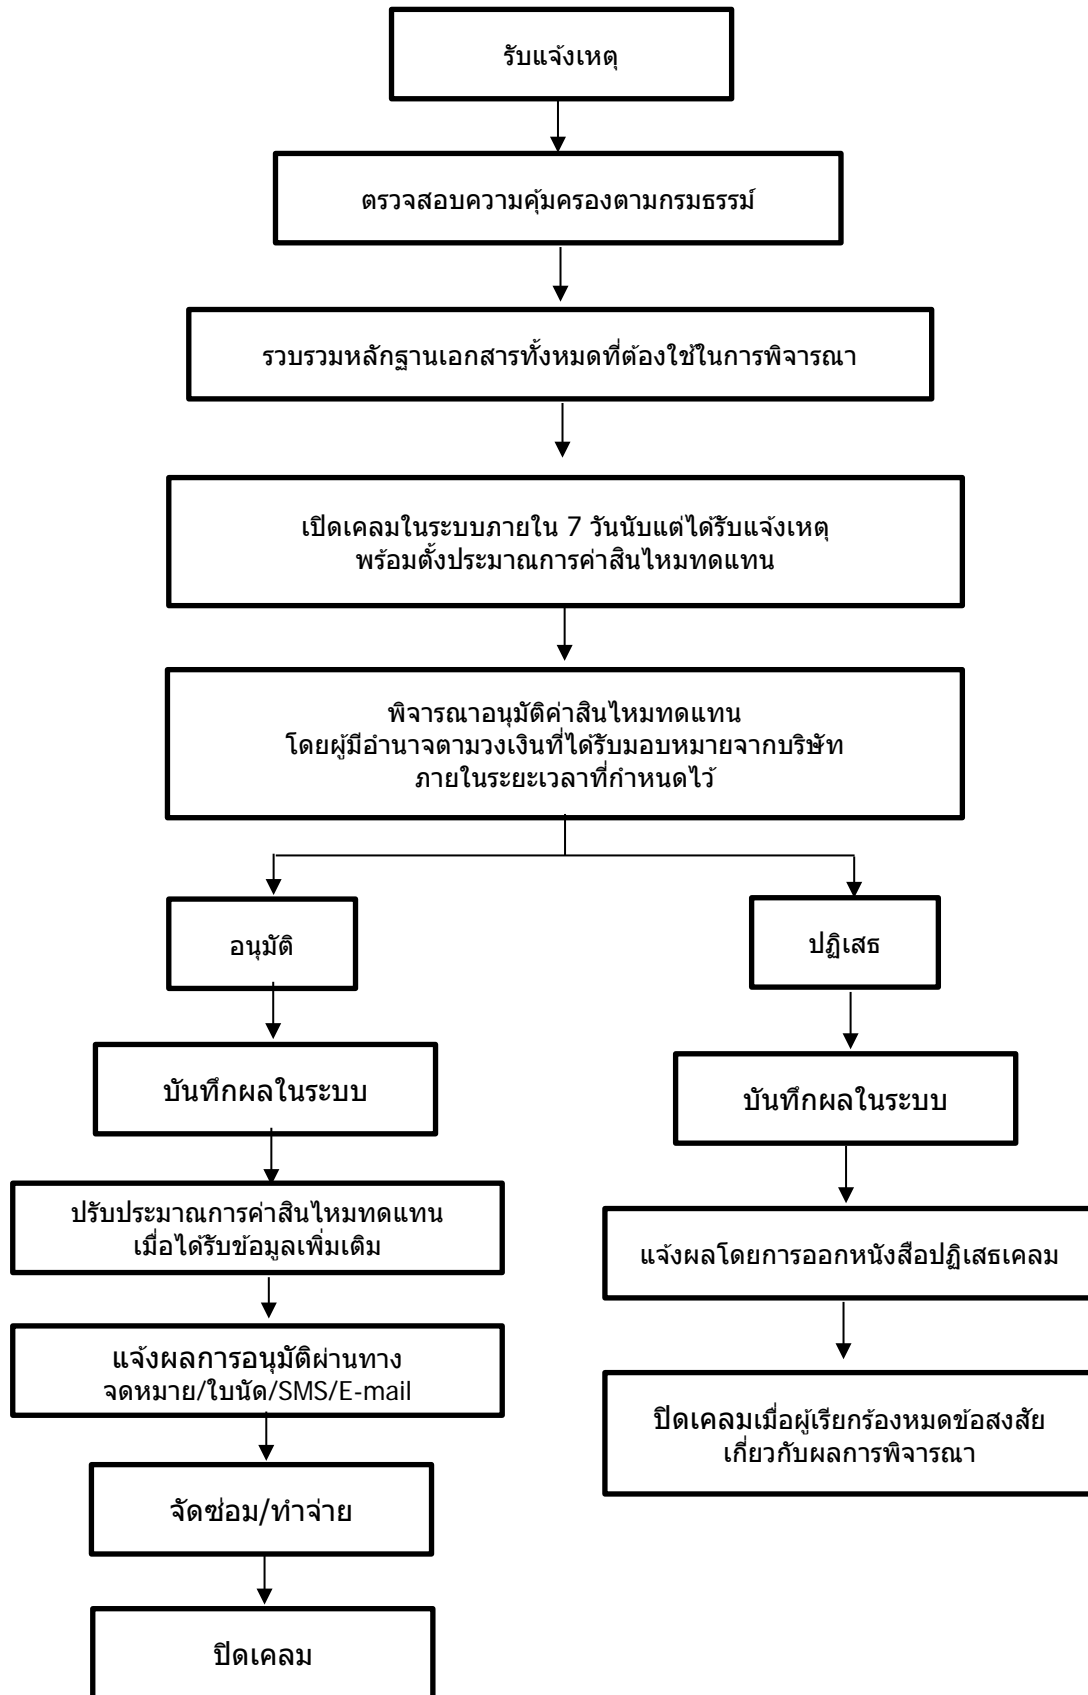 รับแจ้งเหตุ
ตรวจสอบความคุ้มครองตามกรมธรรม์
รวบรวมหลักฐานเอกสารทั้งหมดที่ต้องใช้ในการพิจารณา
เปิดเคลมในระบบภายใน 7 วันนับแต่ได้รับแจ้งเหตุ
พร้อมตั้งประมาณการค่าสินไหมทดแทน
พิจารณาอนุมัติค่าสินไหมทดแทน
โดยผู้มีอำนาจตามวงเงินที่ได้รับมอบหมายจากบริษัท
ภายในระยะเวลาที่กำหนดไว้
อนุมัติ
บันทึกผลในระบบ
ปรับประมาณการค่าสินไหมทดแทน
เมื่อได้รับข้อมูลเพิ่มเติม
แจ้งผลการอนุมัติผ่านทาง
จดหมาย/ใบนัด/SMS/E-mail
จัดซ่อม/ทำจ่าย
ปิดเคลม
ปฏิเสธ
บันทึกผลในระบบ
แจ้งผลโดยการออกหนังสือปฏิเสธเคลม
ปิดเคลมเมื่อผู้เรียกร้องหมดข้อสงสัย
เกี่ยวกับผลการพิจารณา